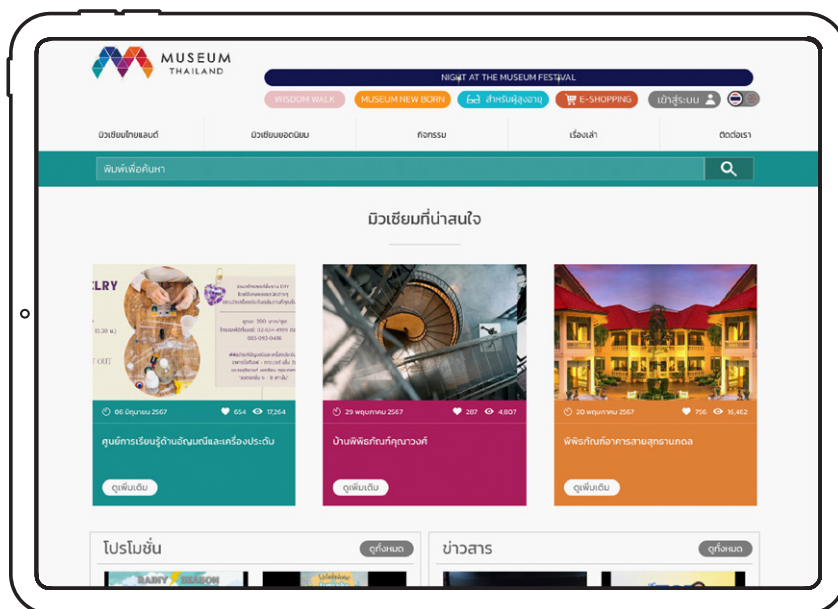 MUSEUM
THAILAND
NIGHT AT THE MUSEUM FESTIVAL
WISDOM WALK
MUSEUM NEW BORN
สำหรับผู้สูงอายุ
E-SHOPPING
เข้าสู่ระบบ
มิวเซียมไทยแลนด์
มิวเซียมยอดนิยม
กิจกรรม
เรื่องเล่า
ติดต่อเรา
พิมพ์เพื่อค้นหา
มิวเซียมที่น่าสนใจ
06 มิถุนายน 2567
654
17,264
ศูนย์การเรียนรู้ด้านอัญมณีและเครื่องประดับ
ดูเพิ่มเติม
29 พฤษภาคม 2567
287
4,807
บ้านพิพิธภัณฑ์คุณาวงศ์
ดูเพิ่มเติม
20 พฤษภาคม 2567
756
16,462
พิพิธภัณฑ์อาคารสายสุทธานภดล
ดูเพิ่มเติม
โปรโมชั่น
ดูทั้งหมด
ข่าวสาร
ดูทั้งหมด
RAINY SEASON